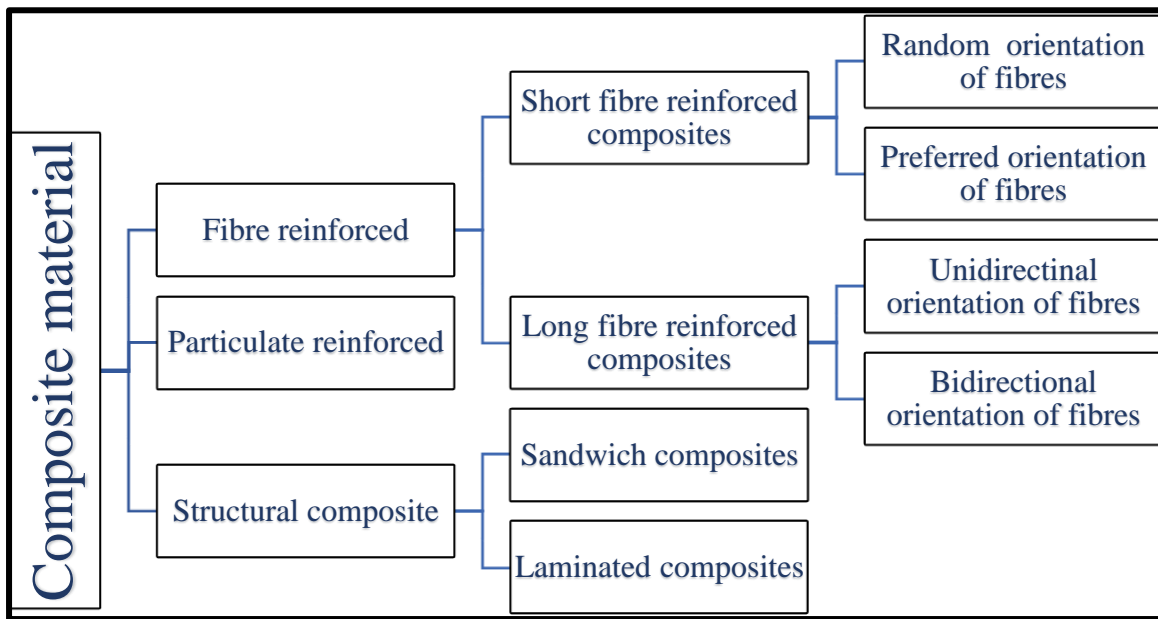 Composite material
Fibre reinforced
Particulate reinforced
Structural composite
Short fibre reinforced
composites
Long fibre reinforced
composites
Sandwich composites
Laminated composites
Random orientation
of fibres
Preferred orientation
of fibres
Unidirectinal
orientation of fibres
Bidirectional
orientation of fibres